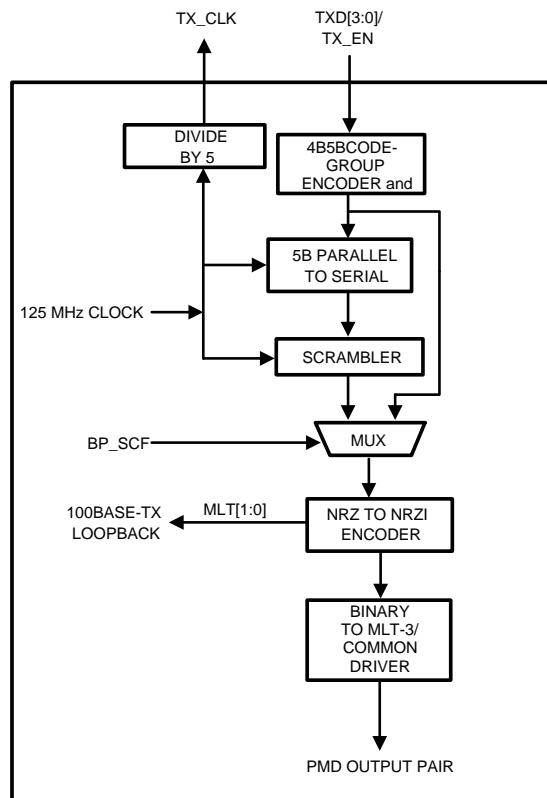 TX_CLK
TXD[3:0]/
TX_EN
DIVIDE
BY 5
4B5BCODE-
GROUP
ENCODER and
5B PARALLEL
TO SERIAL
125 MHz CLOCK
SCRAMBLER
BP_SCF
MUX
100BASE-TX
LOOPBACK
MLT[1:0]
NRZ TO NRZI
ENCODER
BINARY
TO MLT-3/
COMMON
DRIVER
PMD OUTPUT PAIR